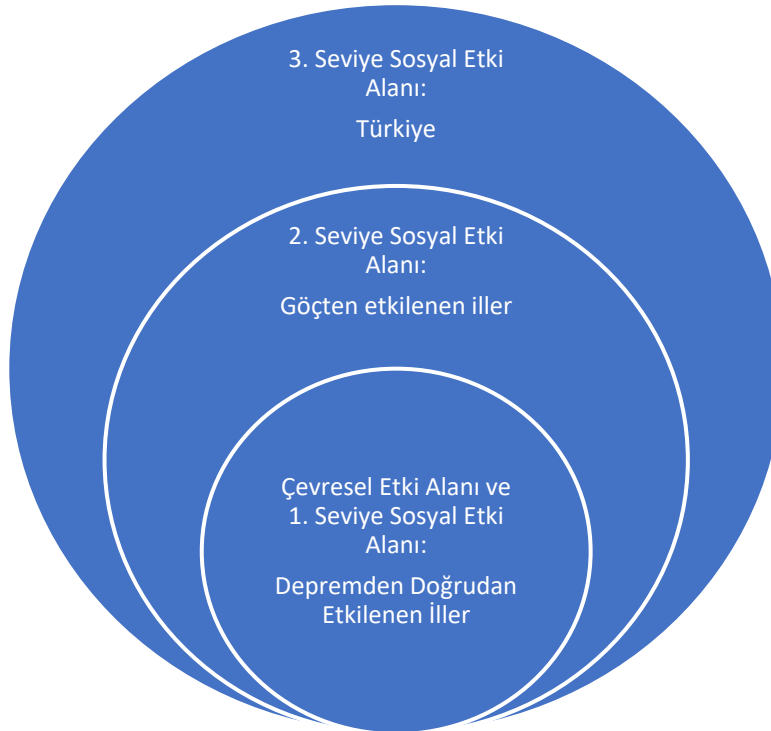 3. Seviye Sosyal Etki
Alanı:
Türkiye
2. Seviye Sosyal Etki
Alanı:
Göçten etkilenen iller
Çevresel Etki Alanı ve
1. Seviye Sosyal Etki
Alanı:
Depremden Doğrudan
Etkilenen İller